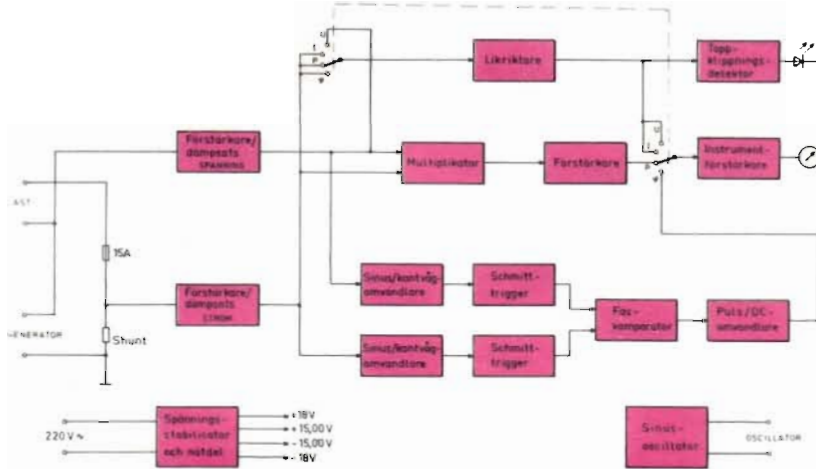 U
I
P
φ
Likriktare
Topp-
klippnings-
detektor
Förstärkare/
dämpsats
SPÄNNING
Multiplikator
Förstärkare
U
I
P
φ
Instrument-
förstärkare
AST
15A
Förstärkare/
dämpsats
STRÖM
Sinus/kantvåg-
omvandlare
Schmitt-
trigger
Fas-
komparator
Puls/DC-
omvandlare
GENERATOR
Shunt
Sinus/kantvåg-
omvandlare
Schmitt-
trigger
220V ~
Spännings-
stabilisator
och nätdel
+18V
+15,00V
-15,00V
-18V
Sinus-
oscillator
OSCILLATOR